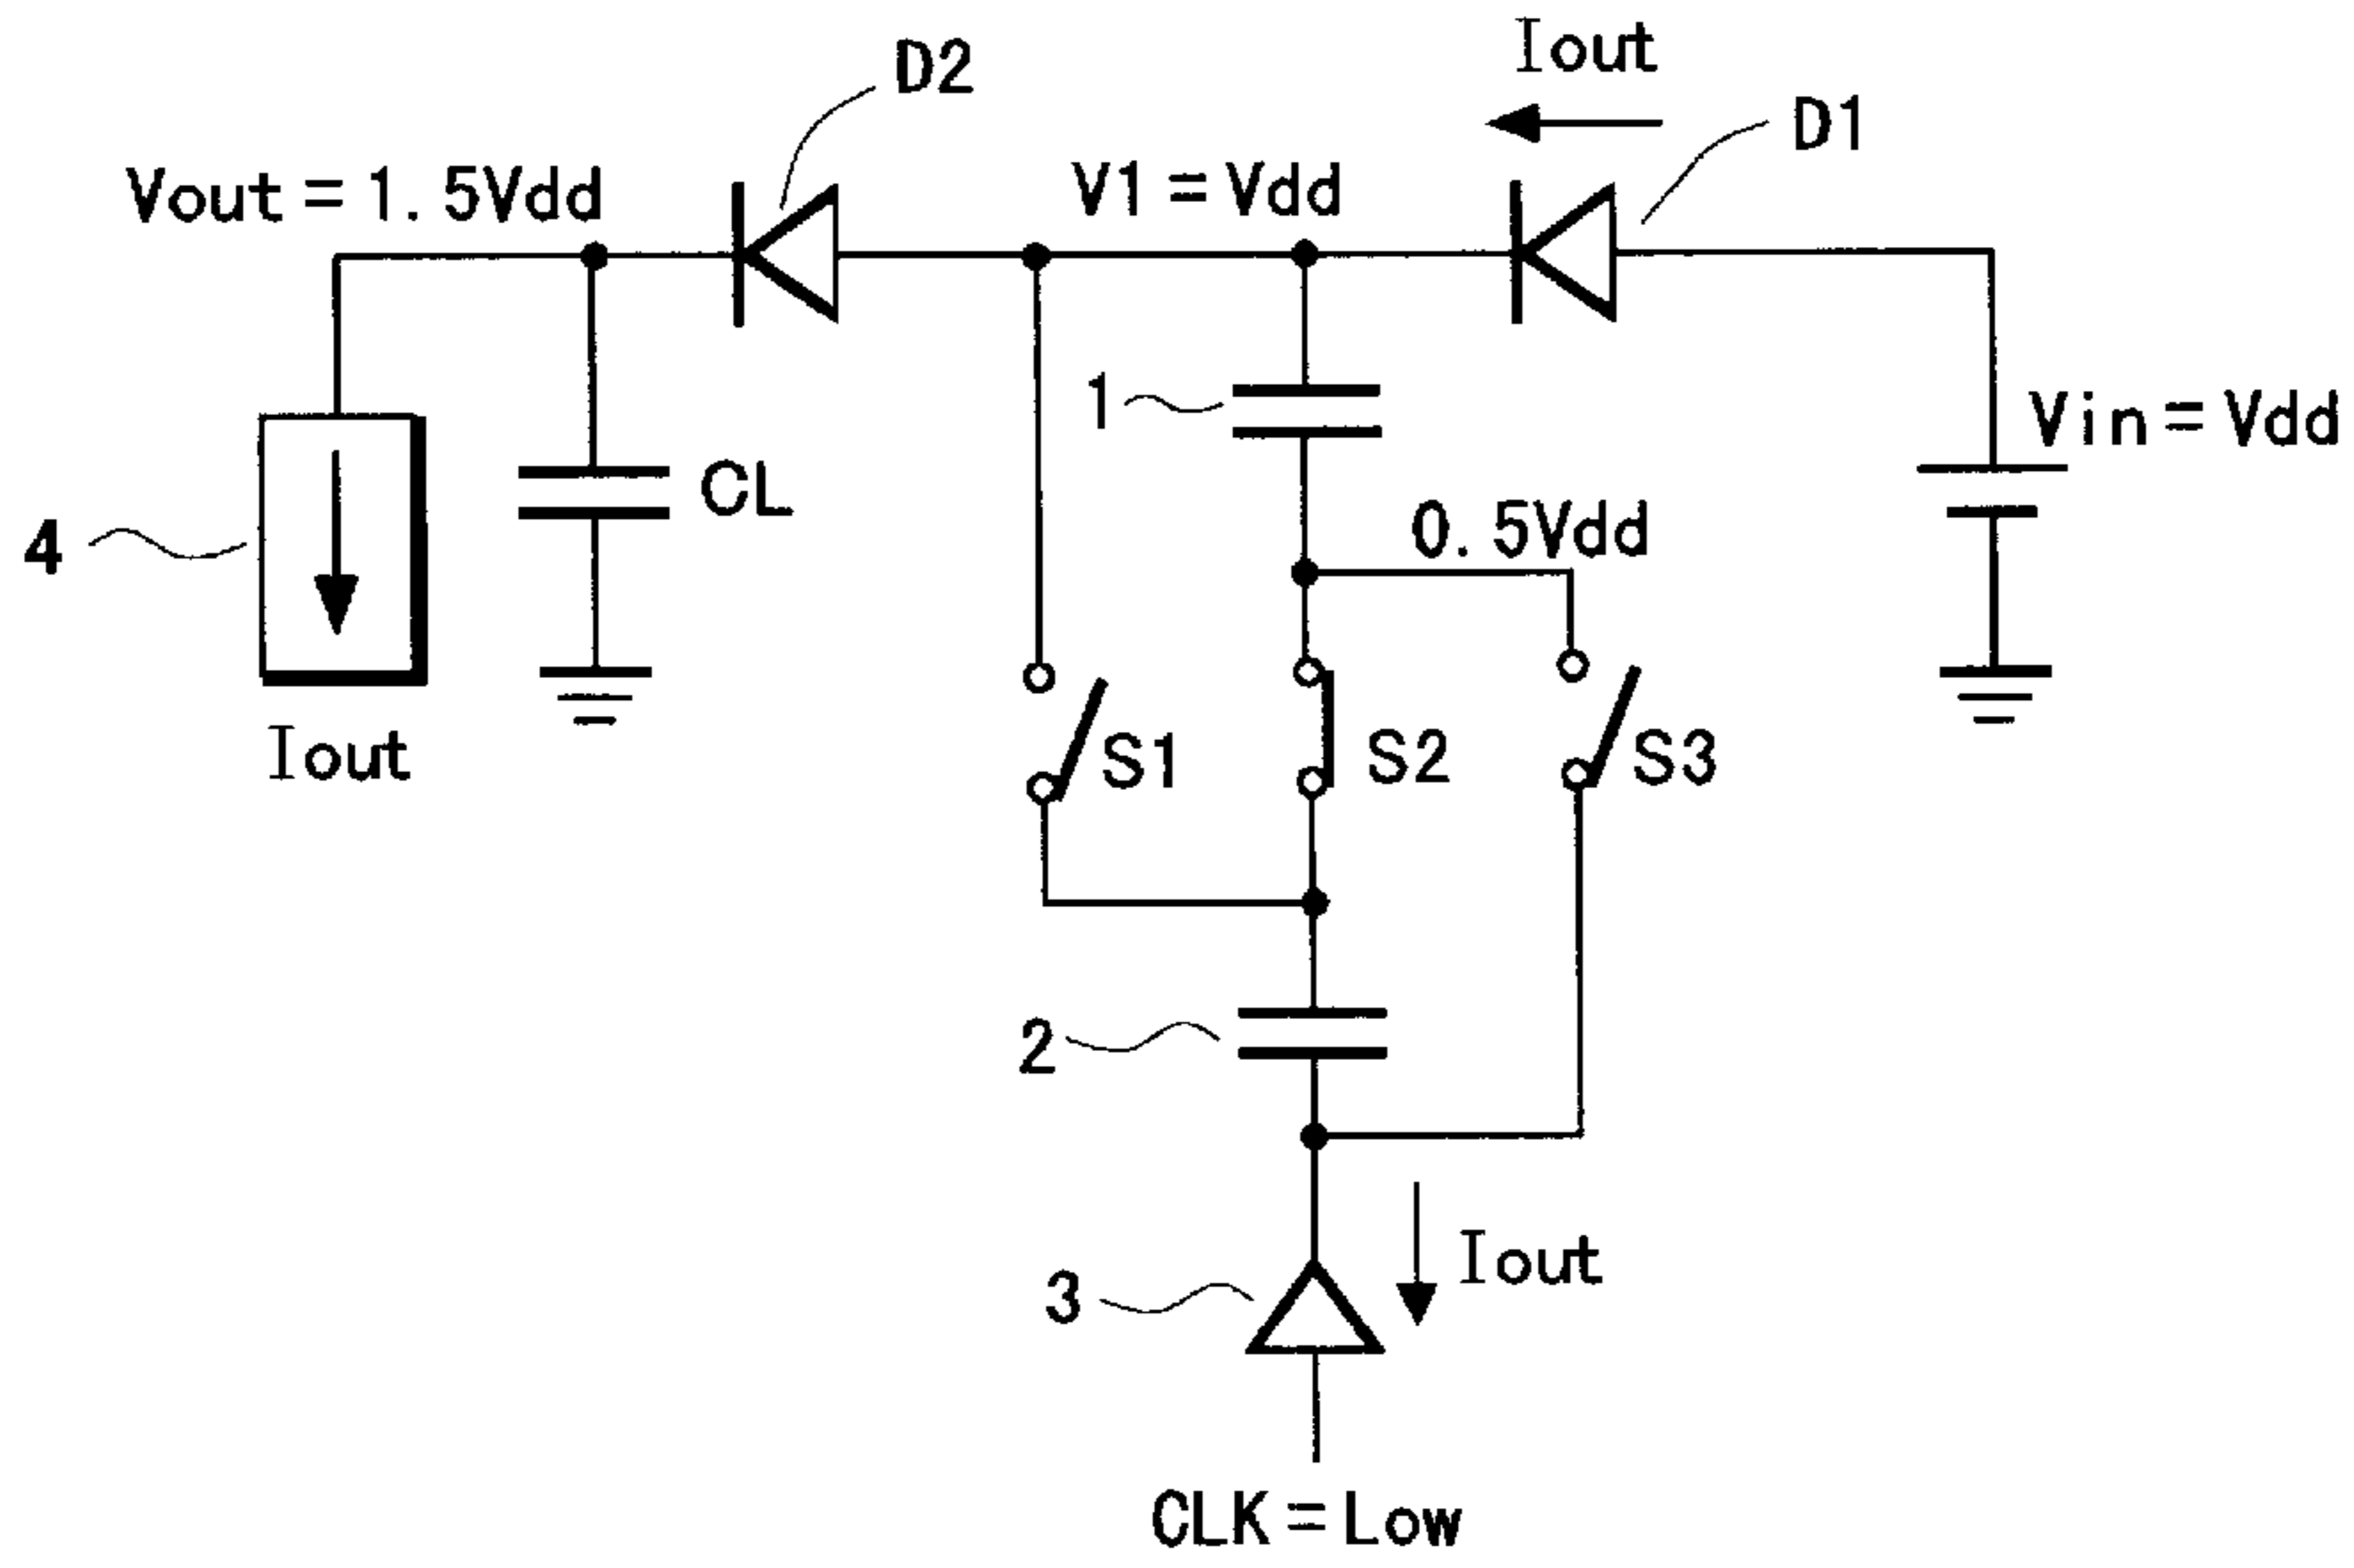 Iout
D2
D1
Vout=1.5Vdd
V1=Vdd
1
Vin=Vdd
CL
0.5Vdd
4
Iout
S1
S2
S3
2
3
Iout
CLK=Low